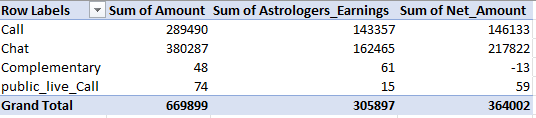 Row Labels Sum of Amount Sum of Astrologers_Earnings Sum of Net_Amount
Call 289490 143357 146133
Chat 380287 162465 217822
Complementary 48 61 -13
public_live_Call 74 15 59
Grand Total 669899 305897 364002